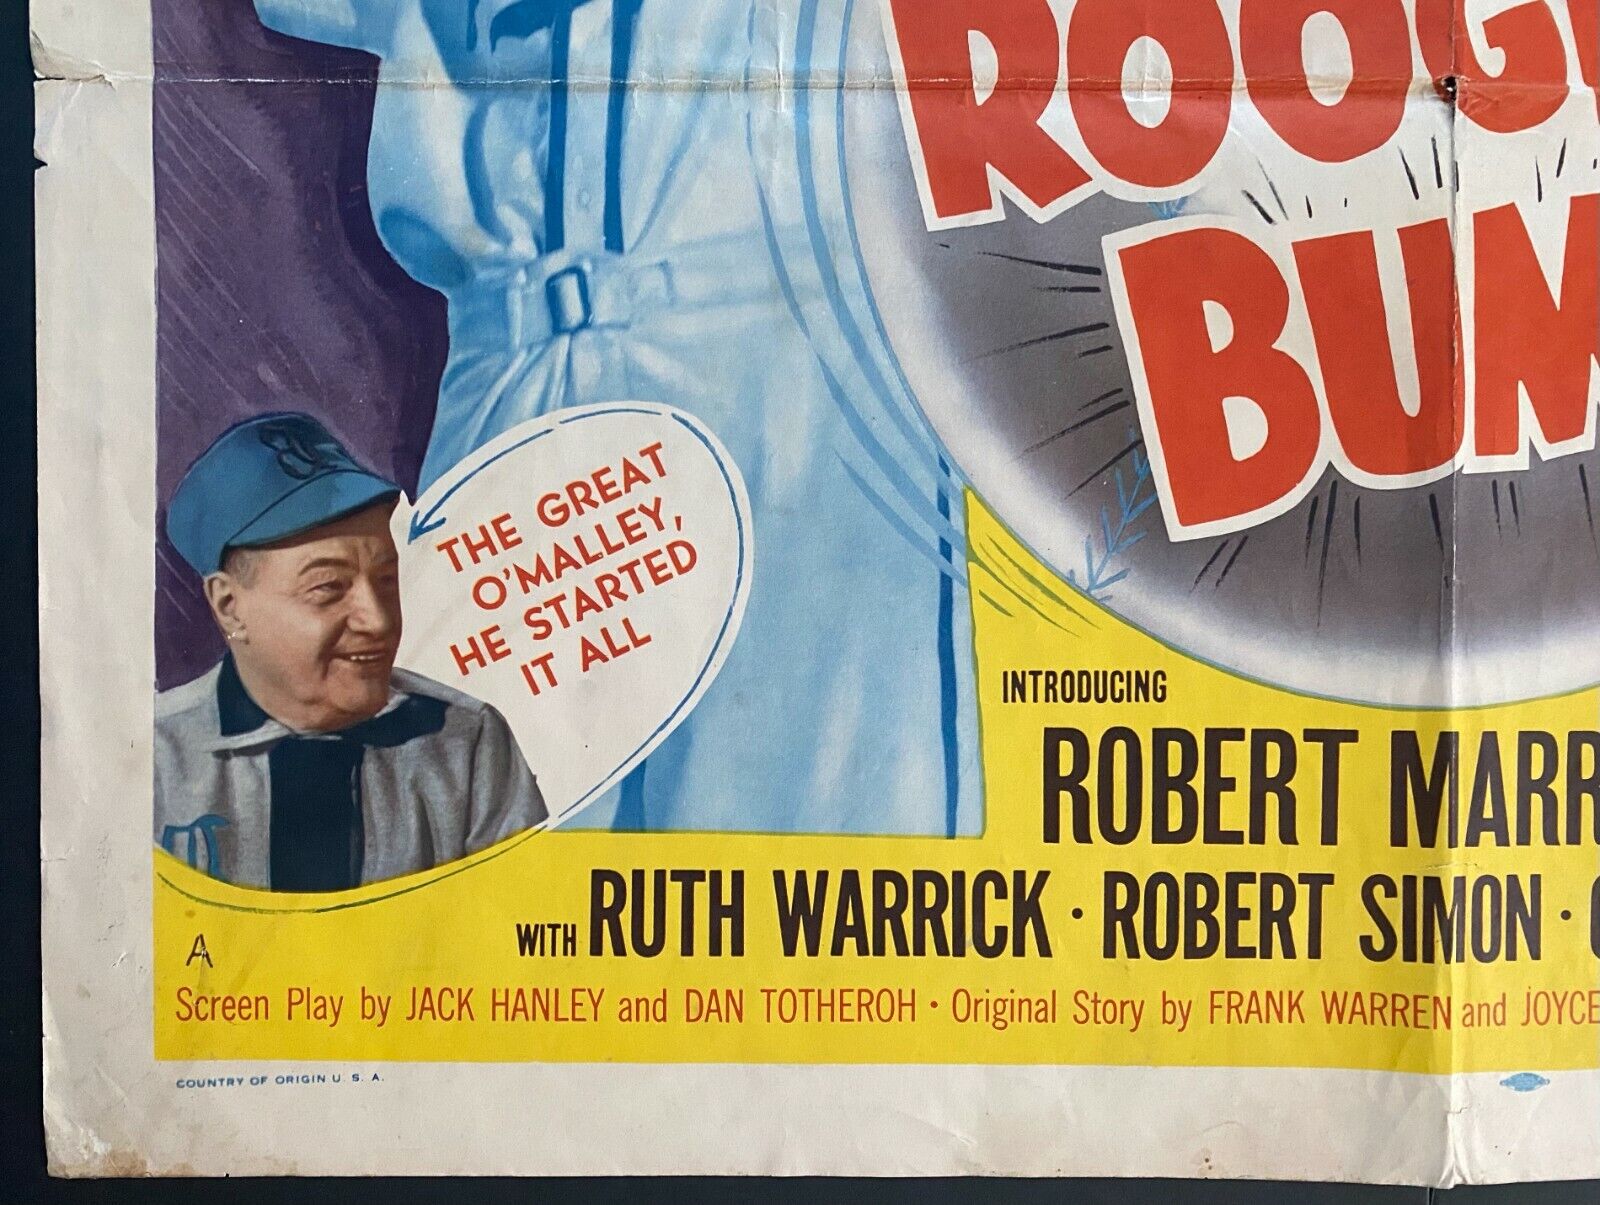 ROOG
BUM
THE GREAT
O'MALLEY,
HE STARTED
IT ALL
INTRODUCING
ROBERT MARR
WITH RUTH WARRICK · ROBERT SIMON ·
A
Screen Play by JACK HANLEY and DAN TOTHEROH · Original Story by FRANK WARREN and JOYCE
COUNTRY OF ORIGIN U. S. A.